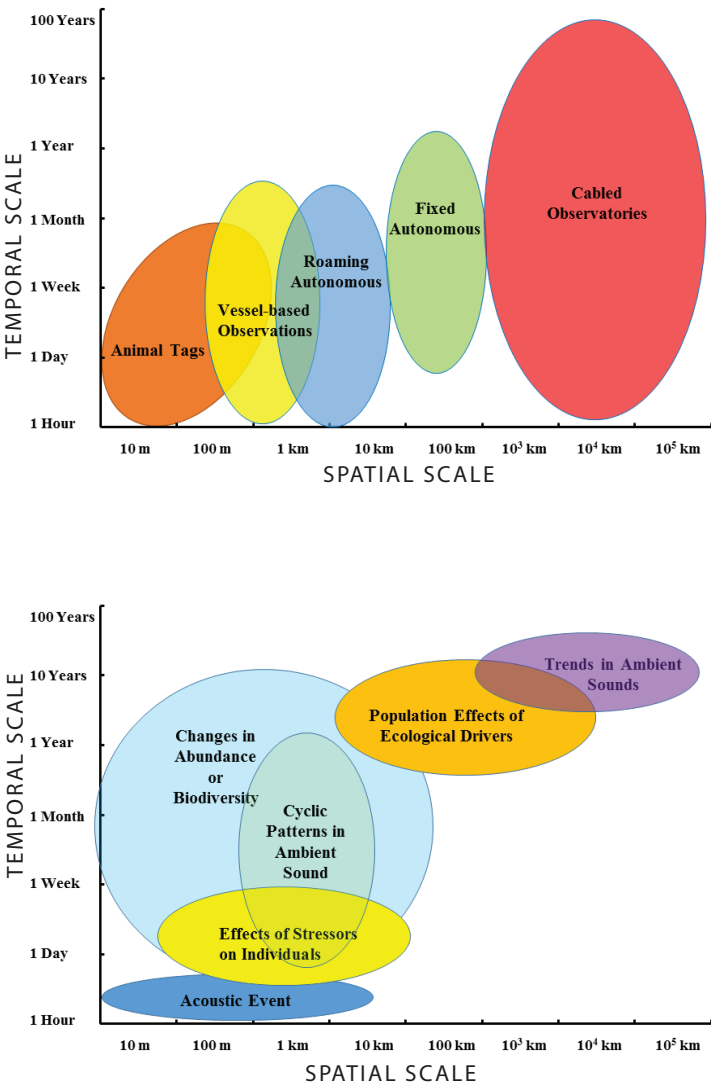 100 Years
10 Years
1 Year
1 Month
1 Week
1 Day
1 Hour
TEMPORAL SCALE
Animal Tags
Vessel-based
Observations
Roaming
Autonomous
Fixed
Autonomous
Cabled
Observatories
10 m 100 m 1 km 10 km 100 km 10³ km 10⁴ km 10⁵ km
SPATIAL SCALE
100 Years
10 Years
1 Year
1 Month
1 Week
1 Day
1 Hour
TEMPORAL SCALE
Trends in Ambient
Sounds
Population Effects of
Ecological Drivers
Changes in
Abundance
or
Biodiversity
Cyclic
Patterns in
Ambient
Sound
Effects of Stressors
on Individuals
Acoustic Event
10 m 100 m 1 km 10 km 100 km 10³ km 10⁴ km 10⁵ km
SPATIAL SCALE